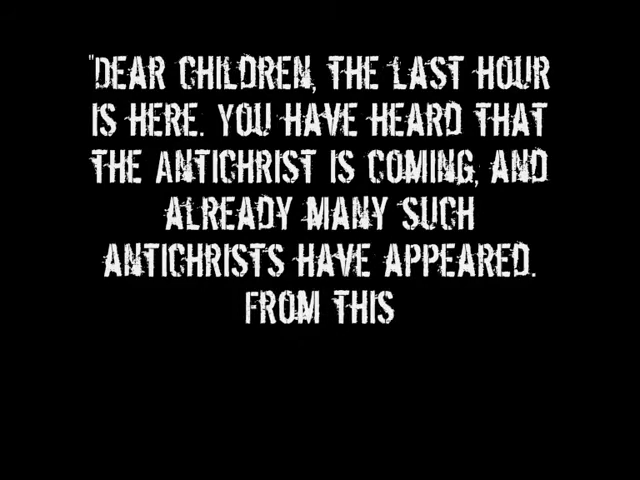 "DEAR CHILDREN, THE LAST HOUR
IS HERE. YOU HAVE HEARD THAT
THE ANTICHRIST IS COMING, AND
ALREADY MANY SUCH
ANTICHRISTS HAVE APPEARED.
FROM THIS